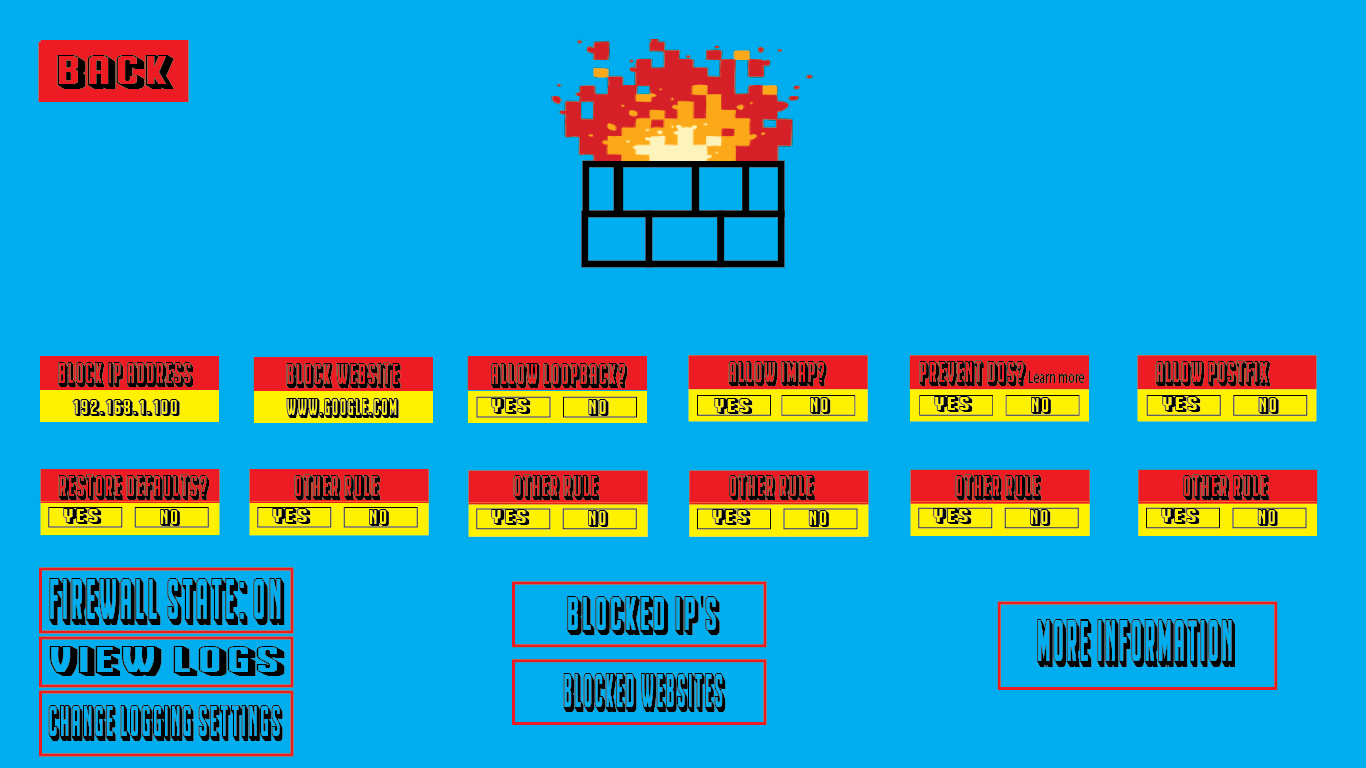 BACK
BLOCK IP ADDRESS
192.168.1.100
BLOCK WEBSITE
WWW.GOOGLE.COM
ALLOW LOOPBACK?
YES NO
ALLOW IMAP?
YES NO
PREVENT DOS? Learn more
YES NO
ALLOW POSTFIX
YES NO
RESTORE DEFAULTS?
YES NO
OTHER RULE
YES NO
OTHER RULE
YES NO
OTHER RULE
YES NO
OTHER RULE
YES NO
OTHER RULE
YES NO
FIREWALL STATE: ON
VIEW LOGS
CHANGE LOGGING SETTINGS
BLOCKED IP'S
BLOCKED WEBSITES
MORE INFORMATION